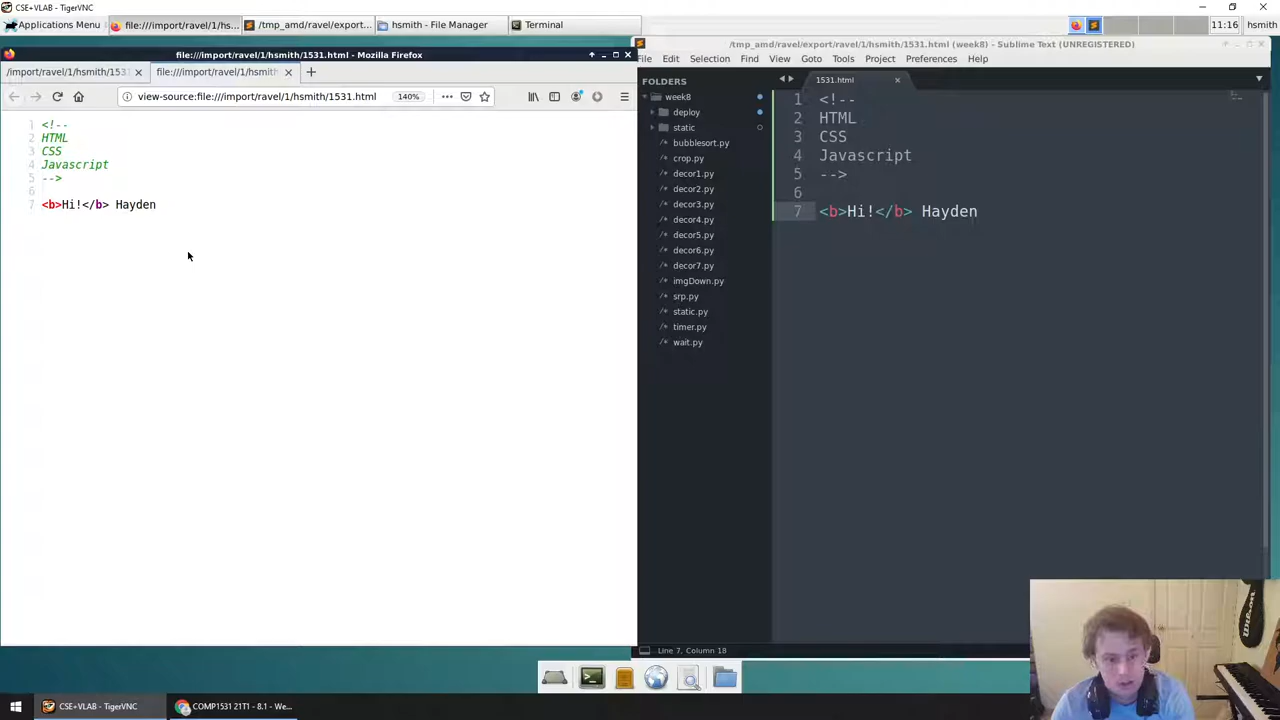 CSE+VLAB - TigerVNC
Applications Menu
file:///import/ravel/1/hs...
/tmp_amd/ravel/export...
hsmith - File Manager
Terminal
11:16
hsmith
file:///import/ravel/1/hsmith/1531.html - Mozilla Firefox
/import/ravel/1/hsmith/1531.h
file:///import/ravel/1/hsmith
view-source:file:///import/ravel/1/hsmith/1531.html
140%
1 <!--
2 HTML
3 CSS
4 Javascript
5 -->
6
7 <b>Hi!</b> Hayden
/tmp_amd/ravel/export/ravel/1/hsmith/1531.html (week8) - Sublime Text (UNREGISTERED)
File Edit Selection Find View Goto Tools Project Preferences Help
FOLDERS
week8
deploy
static
bubblesort.py
crop.py
decor1.py
decor2.py
decor3.py
decor4.py
decor5.py
decor6.py
decor7.py
imgDown.py
srp.py
static.py
timer.py
wait.py
1531.html
1 <!--
2 HTML
3 CSS
4 Javascript
5 -->
6
7 <b>Hi!</b> Hayden
Line 7, Column 18
CSE+VLAB - TigerVNC
COMP1531 21T1 - 8.1 - We...